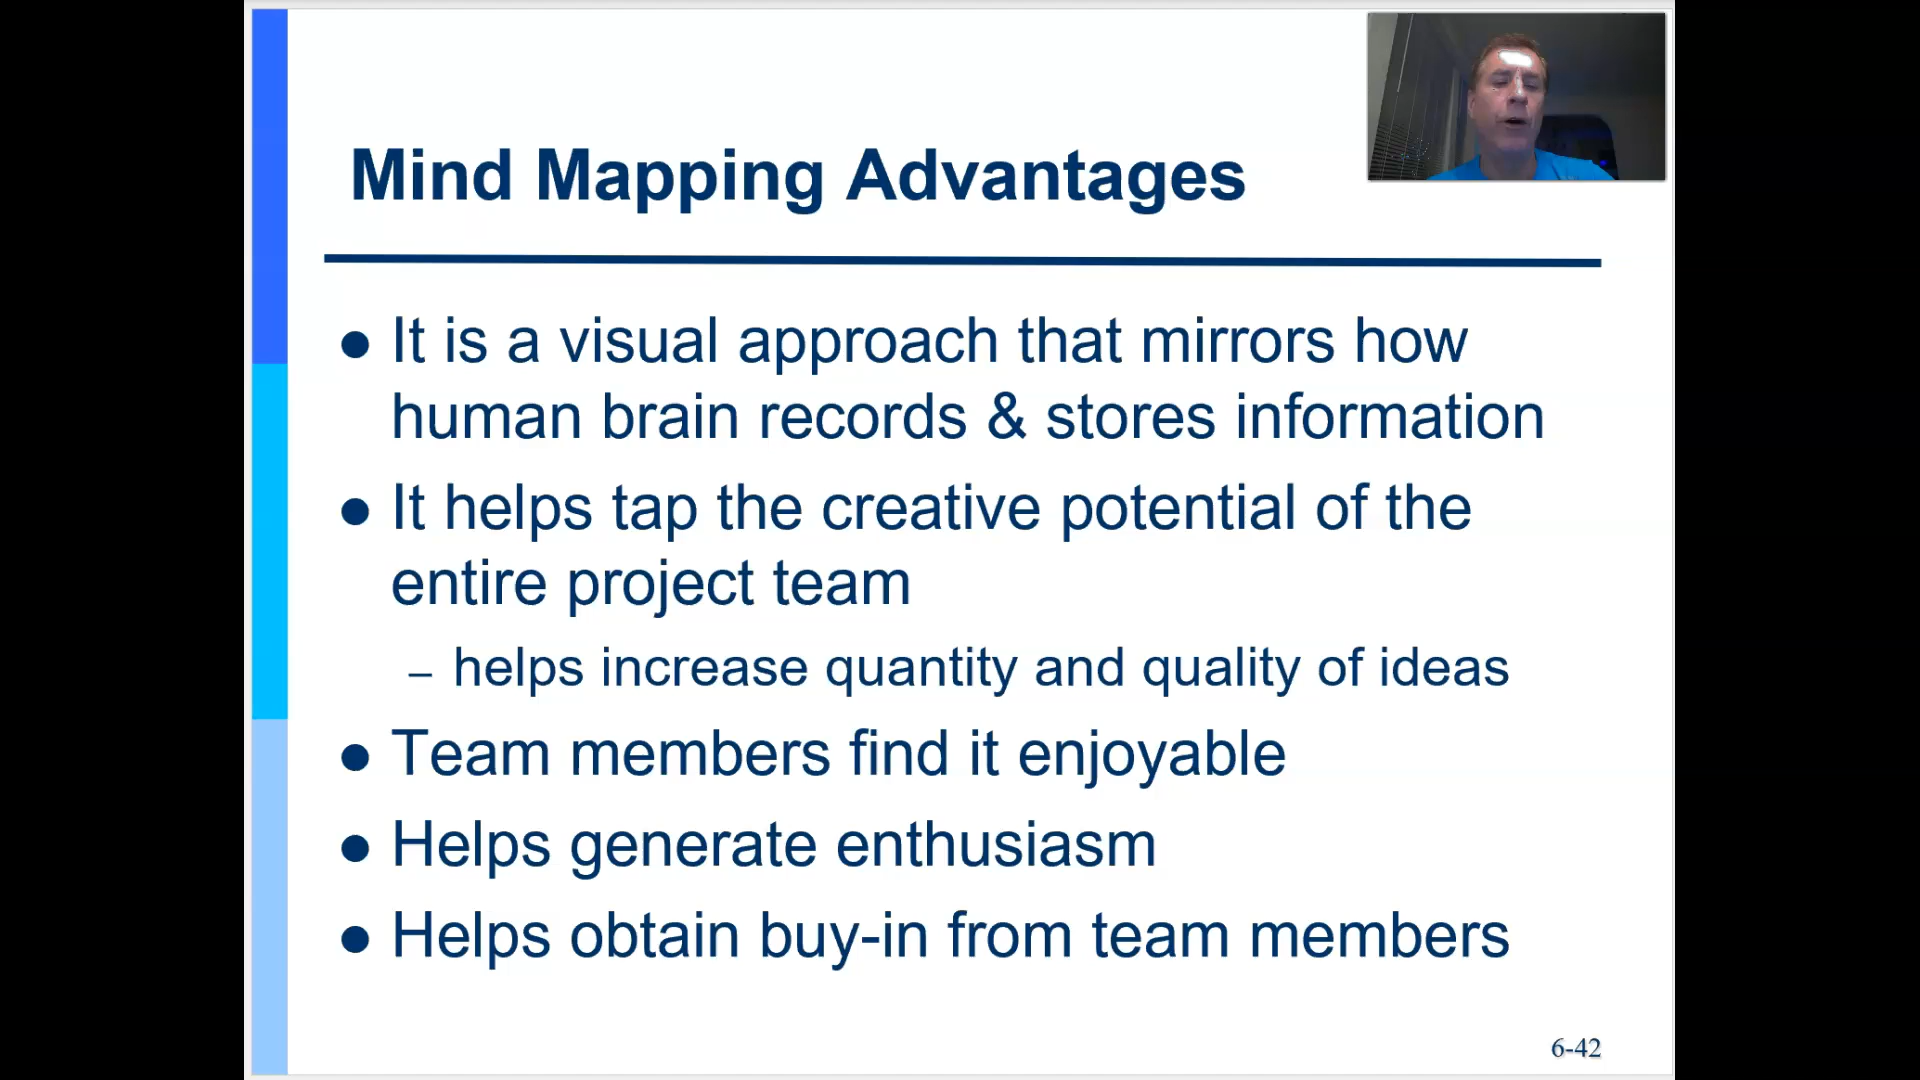 Mind Mapping Advantages
● It is a visual approach that mirrors how
human brain records & stores information
● It helps tap the creative potential of the
entire project team
– helps increase quantity and quality of ideas
● Team members find it enjoyable
● Helps generate enthusiasm
● Helps obtain buy-in from team members
6-42